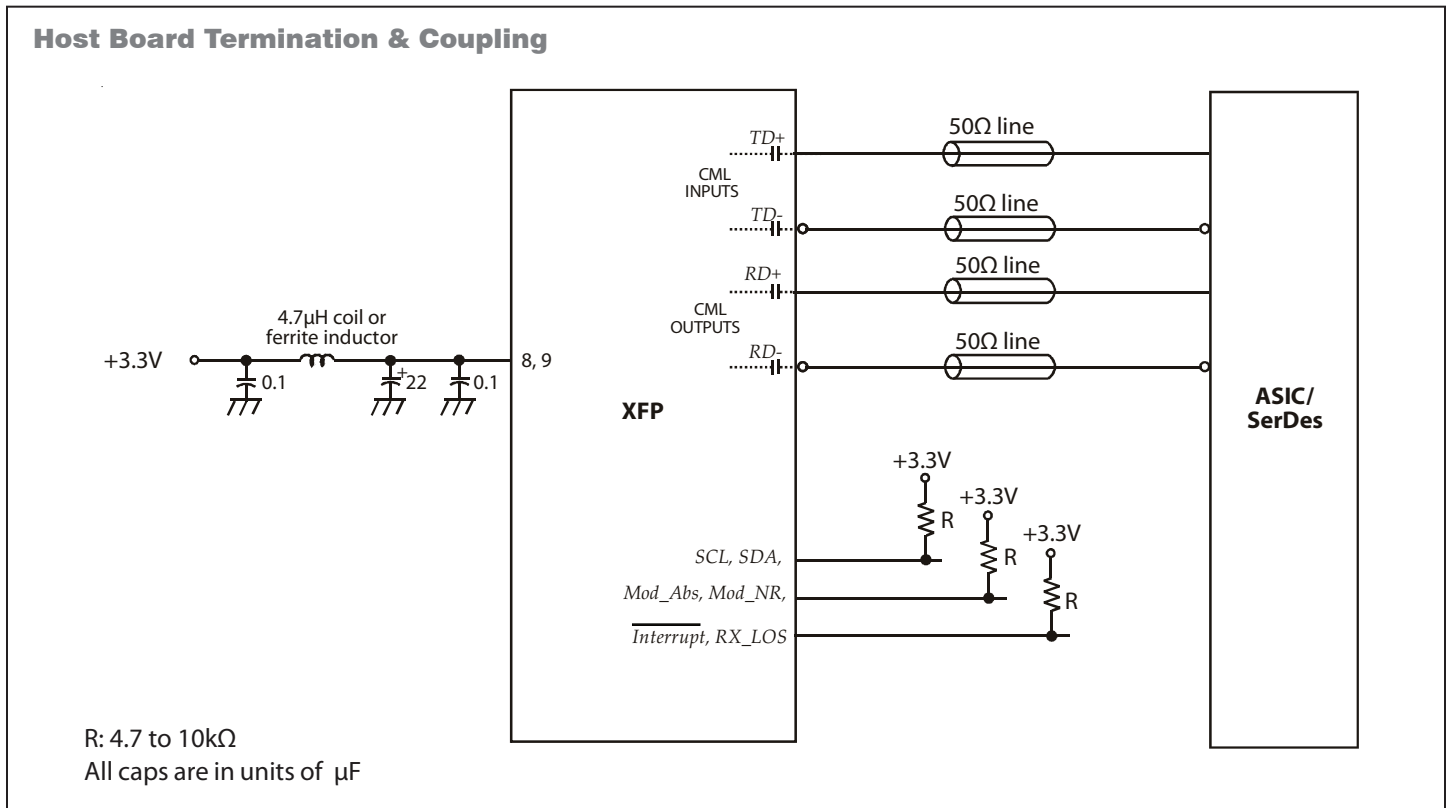 Host Board Termination & Coupling
TD+
50Ω line
CML
INPUTS
TD-
50Ω line
RD+
50Ω line
CML
OUTPUTS
RD-
50Ω line
4.7µH coil or
ferrite inductor
+3.3V
0.1
+
22
0.1
8, 9
XFP
ASIC/
SerDes
+3.3V
R
+3.3V
R
+3.3V
R
SCL, SDA,
Mod_Abs, Mod_NR,
Interrupt, RX_LOS
R: 4.7 to 10kΩ
All caps are in units of µF